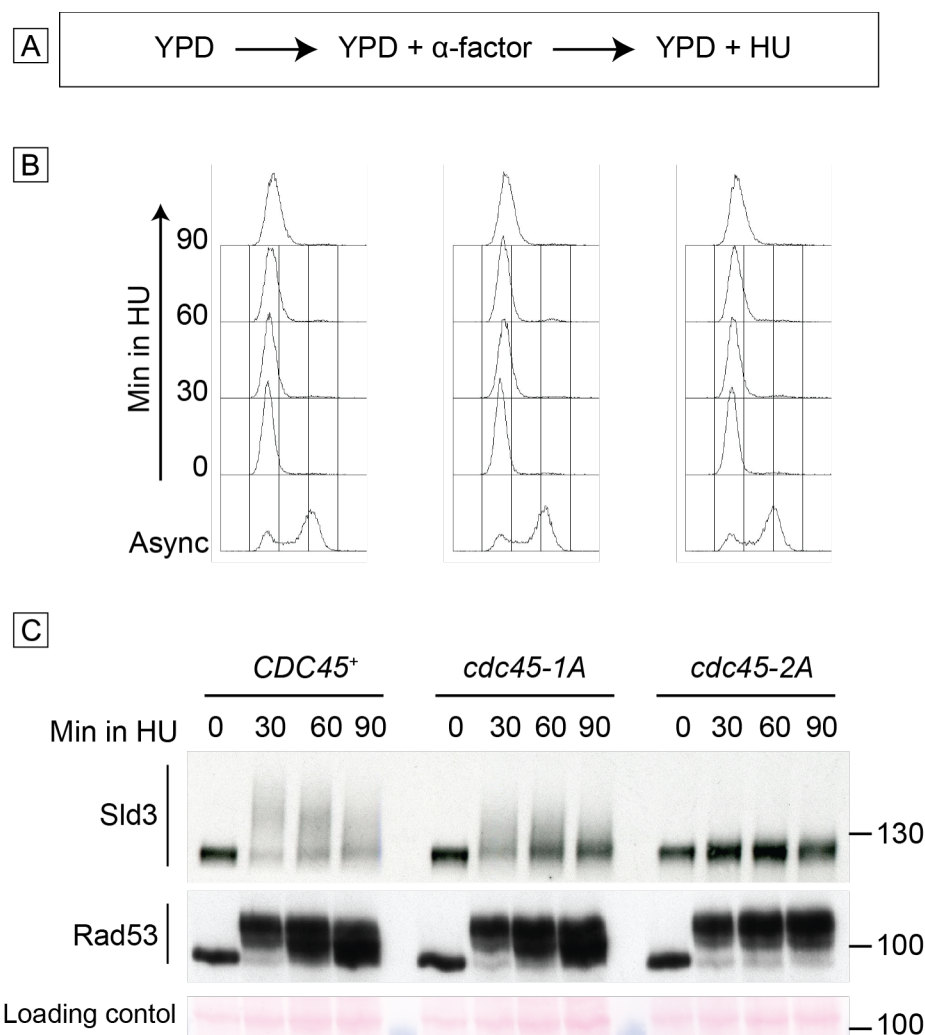 A
YPD → YPD + α-factor → YPD + HU
B
Min in HU
90
60
30
0
Async
C
CDC45⁺ cdc45-1A cdc45-2A
Min in HU 0 30 60 90 0 30 60 90 0 30 60 90
Sld3
130
Rad53
100
Loading contol
100